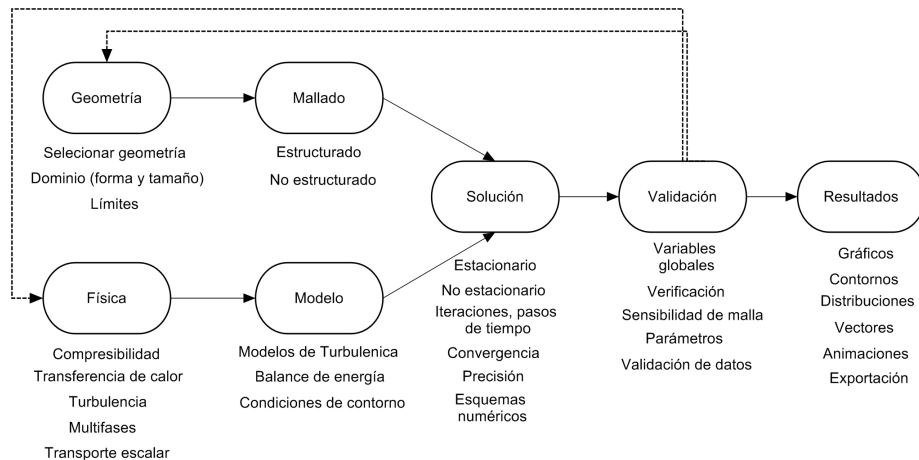 Geometría
Selecionar geometría
Dominio (forma y tamaño)
Límites
Mallado
Estructurado
No estructurado
Física
Compresibilidad
Transferencia de calor
Turbulencia
Multifases
Transporte escalar
Modelo
Modelos de Turbulenica
Balance de energía
Condiciones de contorno
Solución
Estacionario
No estacionario
Iteraciones, pasos
de tiempo
Convergencia
Precisión
Esquemas
numéricos
Validación
Variables
globales
Verificación
Sensibilidad de malla
Parámetros
Validación de datos
Resultados
Gráficos
Contornos
Distribuciones
Vectores
Animaciones
Exportación